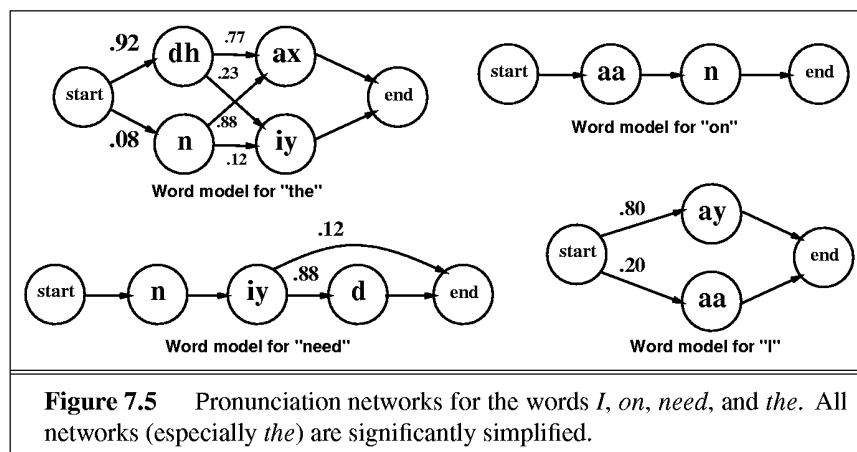 .92
dh
.77
ax
start
.23
end
.08
n
.88
iy
.12
Word model for "the"
start
aa
n
end
Word model for "on"
.12
start
n
iy
.88
d
end
Word model for "need"
.80
ay
start
end
.20
aa
Word model for "I"
Figure 7.5 Pronunciation networks for the words I, on, need, and the. All
networks (especially the) are significantly simplified.